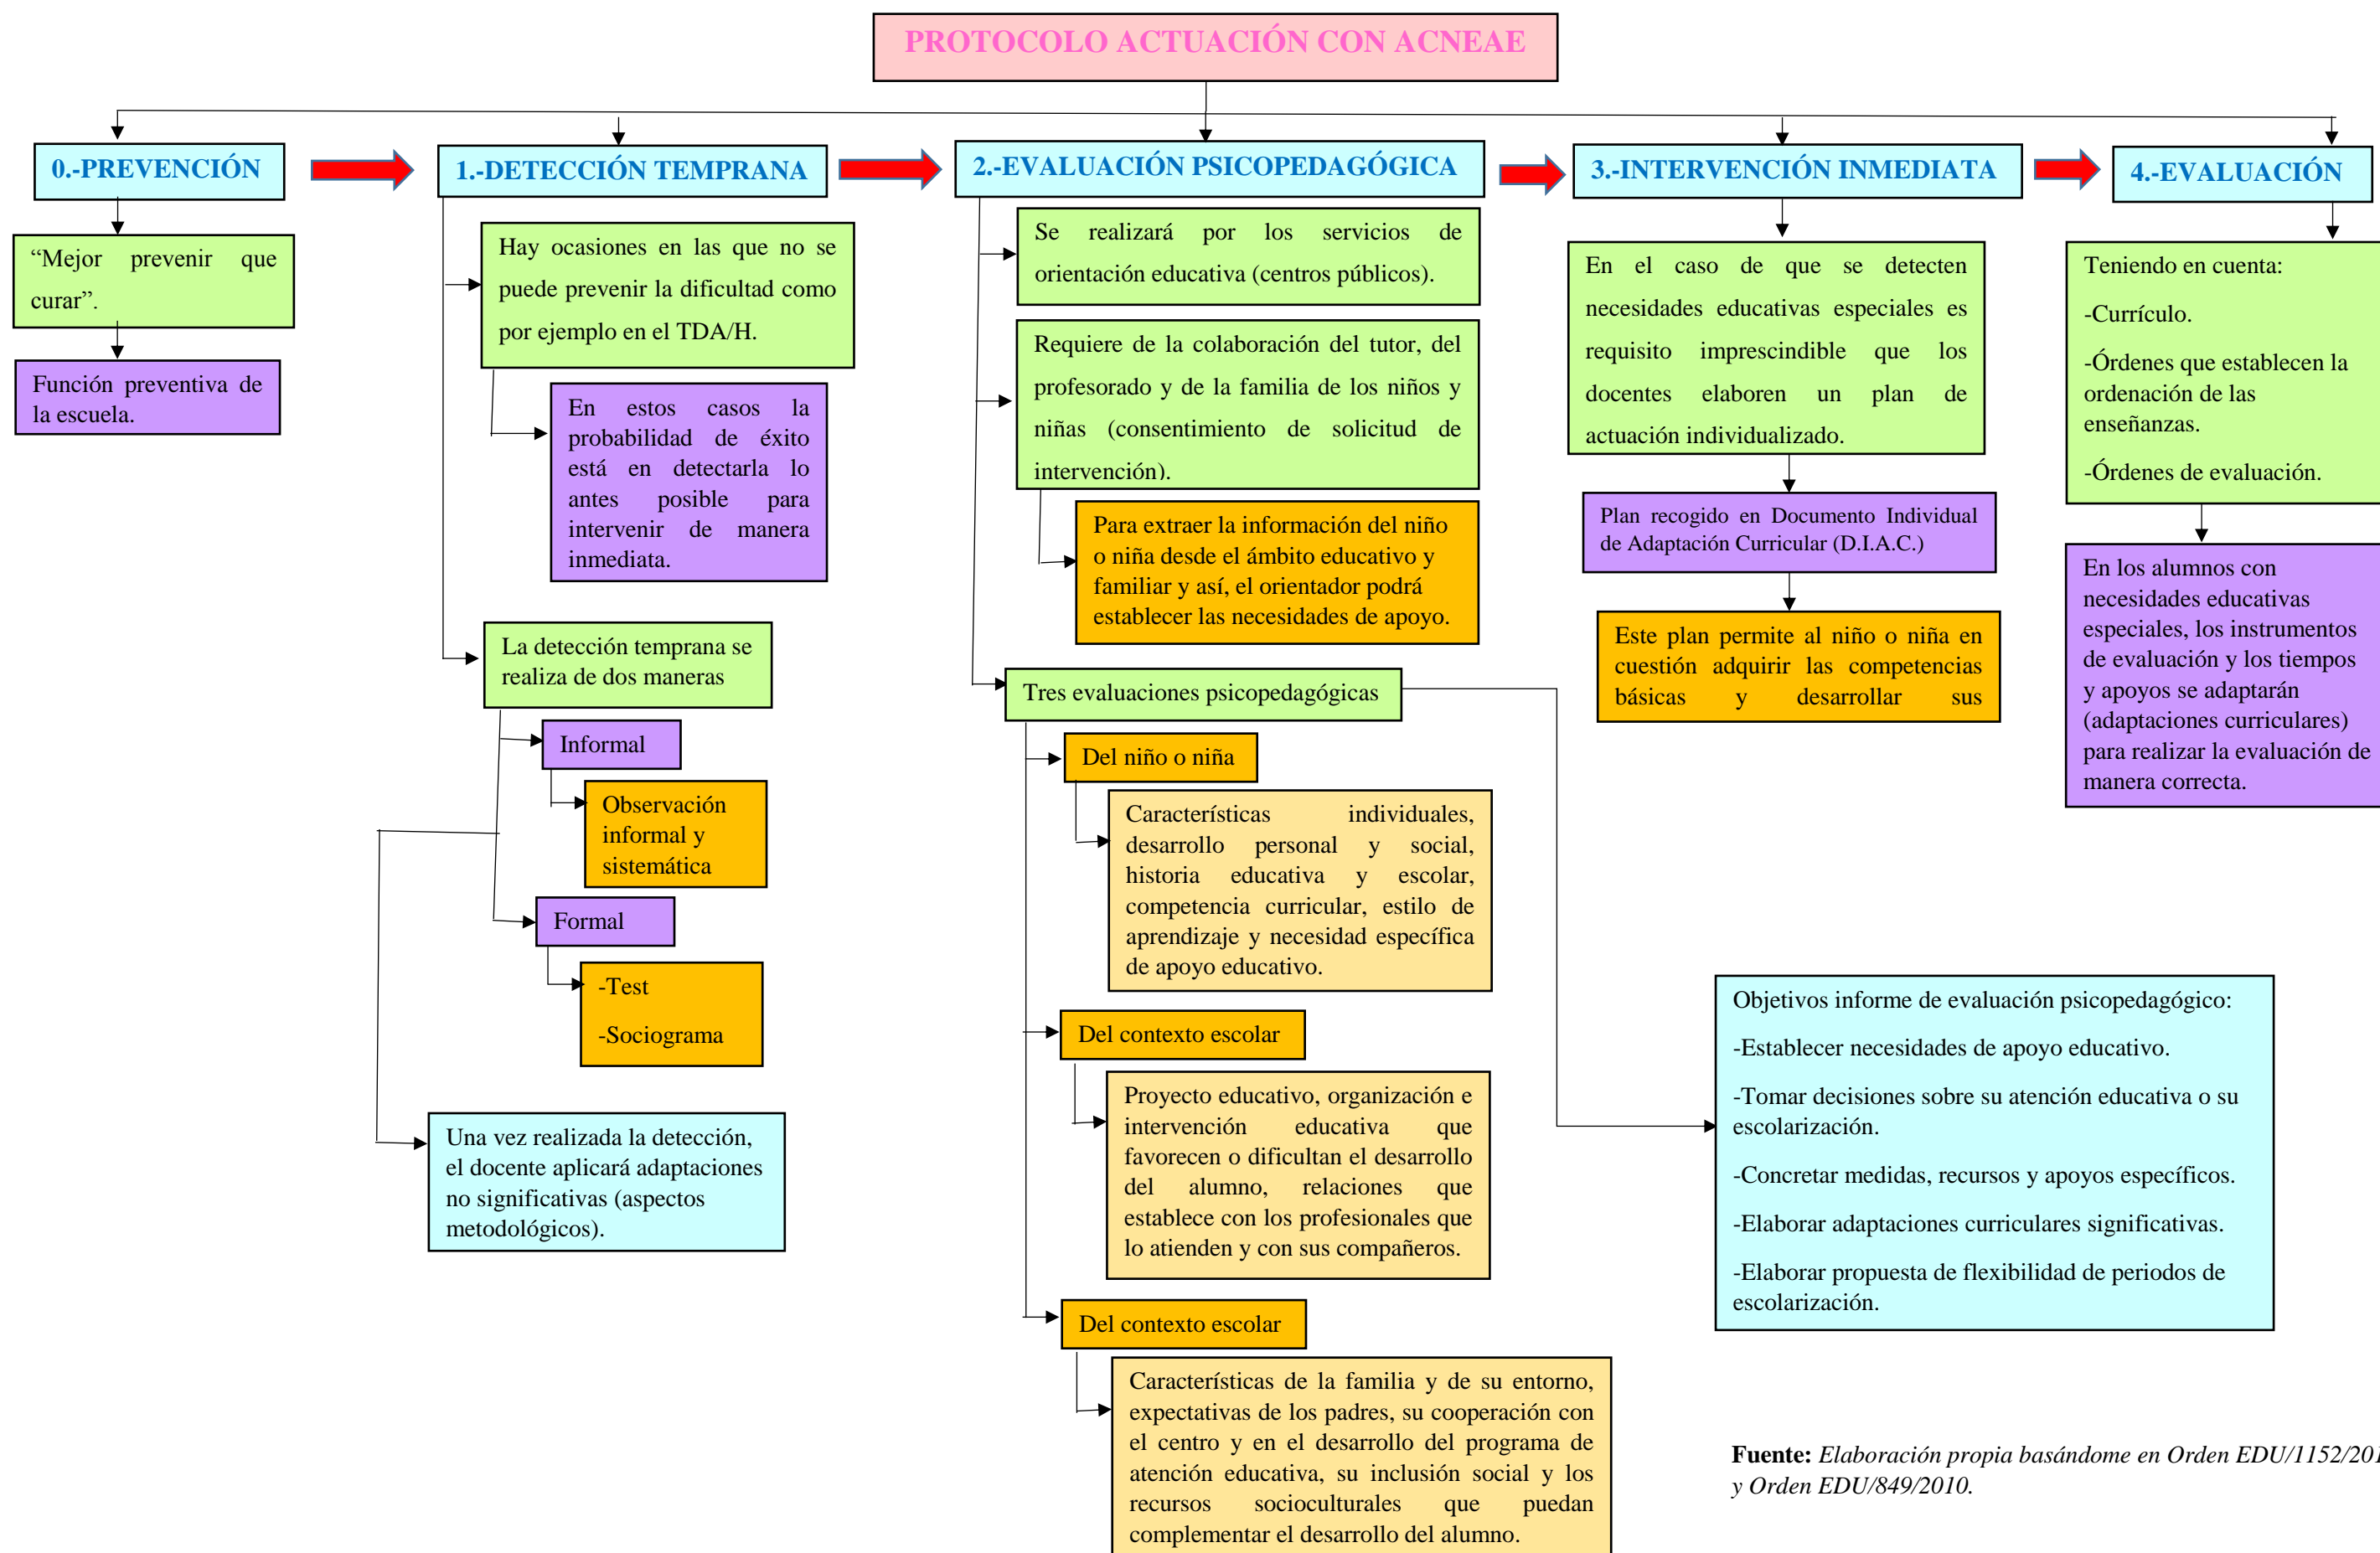 PROTOCOLO ACTUACIÓN CON ACNEAE
0.-PREVENCIÓN
“Mejor prevenir que
curar”.
Función preventiva de
la escuela.
1.-DETECCIÓN TEMPRANA
Hay ocasiones en las que no se
puede prevenir la dificultad como
por ejemplo en el TDA/H.
En estos casos la
probabilidad de éxito
está en detectarla lo
antes posible para
intervenir de manera
inmediata.
La detección temprana se
realiza de dos maneras
Informal
Observación
informal y
sistemática
Formal
-Test
-Sociograma
Una vez realizada la detección,
el docente aplicará adaptaciones
no significativas (aspectos
metodológicos).
2.-EVALUACIÓN PSICOPEDAGÓGICA
Se realizará por los servicios de
orientación educativa (centros públicos).
Requiere de la colaboración del tutor, del
profesorado y de la familia de los niños y
niñas (consentimiento de solicitud de
intervención).
Para extraer la información del niño
o niña desde el ámbito educativo y
familiar y así, el orientador podrá
establecer las necesidades de apoyo.
Tres evaluaciones psicopedagógicas
Del niño o niña
Características individuales,
desarrollo personal y social,
historia educativa y escolar,
competencia curricular, estilo de
aprendizaje y necesidad específica
de apoyo educativo.
Del contexto escolar
Proyecto educativo, organización e
intervención educativa que
favorecen o dificultan el desarrollo
del alumno, relaciones que
establece con los profesionales que
lo atienden y con sus compañeros.
Del contexto escolar
Características de la familia y de su entorno,
expectativas de los padres, su cooperación con
el centro y en el desarrollo del programa de
atención educativa, su inclusión social y los
recursos socioculturales que puedan
complementar el desarrollo del alumno.
3.-INTERVENCIÓN INMEDIATA
En el caso de que se detecten
necesidades educativas especiales es
requisito imprescindible que los
docentes elaboren un plan de
actuación individualizado.
Plan recogido en Documento Individual
de Adaptación Curricular (D.I.A.C.)
Este plan permite al niño o niña en
cuestión adquirir las competencias
básicas y desarrollar sus
Objetivos informe de evaluación psicopedagógico:
-Establecer necesidades de apoyo educativo.
-Tomar decisiones sobre su atención educativa o su
escolarización.
-Concretar medidas, recursos y apoyos específicos.
-Elaborar adaptaciones curriculares significativas.
-Elaborar propuesta de flexibilidad de periodos de
escolarización.
4.-EVALUACIÓN
Teniendo en cuenta:
-Currículo.
-Órdenes que establecen la
ordenación de las
enseñanzas.
-Órdenes de evaluación.
En los alumnos con
necesidades educativas
especiales, los instrumentos
de evaluación y los tiempos
y apoyos se adaptarán
(adaptaciones curriculares)
para realizar la evaluación de
manera correcta.
Fuente: Elaboración propia basándome en Orden EDU/1152/201
y Orden EDU/849/2010.